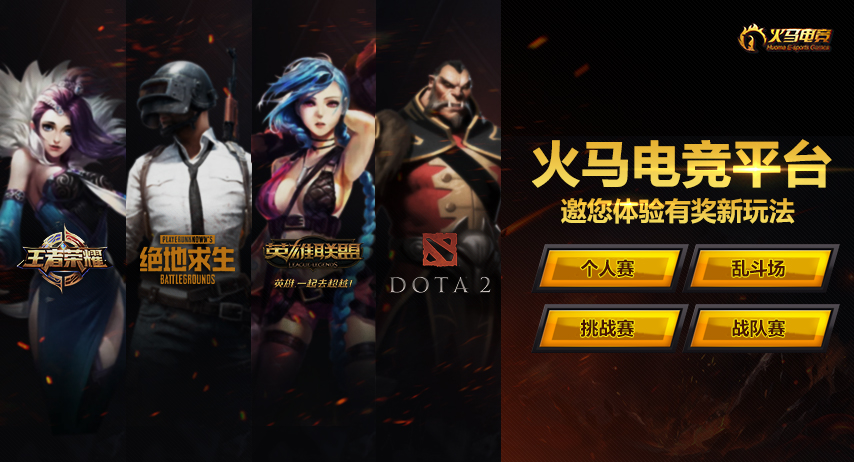 火马电竞
Huoma E-sports Games
王者荣耀
PLAYERUNKNOWN'S
绝地求生
BATTLEGROUNDS
英雄联盟
LEAGUE OF LEGENDS
英雄,一起去超越!
DOTA 2
火马电竞平台
邀您体验有奖新玩法
个人赛
乱斗场
挑战赛
战队赛